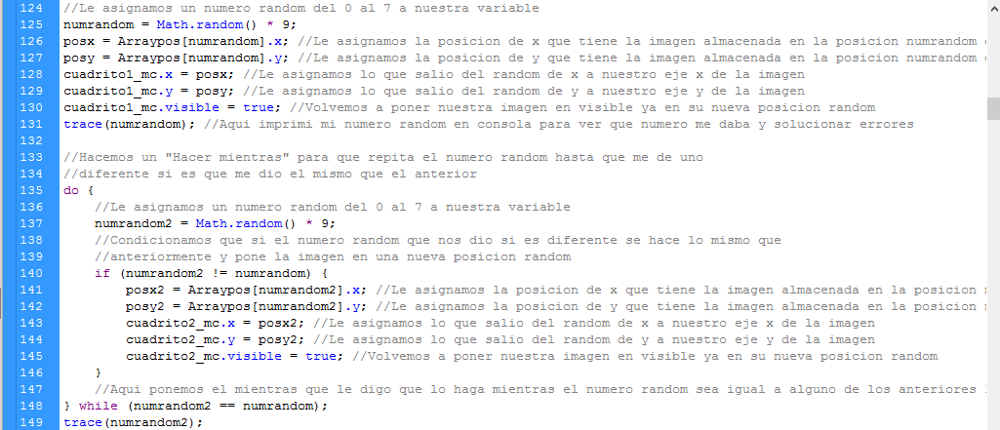 124 //Le asignamos un numero random del 0 al 7 a nuestra variable
125 numrandom = Math.random() * 9;
126 posx = Arraypos[numrandom].x; //Le asignamos la posicion de x que tiene la imagen almacenada en la posicion numrandom
127 posy = Arraypos[numrandom].y; //Le asignamos la posicion de y que tiene la imagen almacenada en la posicion numrandom
128 cuadrito1_mc.x = posx; //Le asignamos lo que salio del random de x a nuestro eje x de la imagen
129 cuadrito1_mc.y = posy; //Le asignamos lo que salio del random de y a nuestro eje y de la imagen
130 cuadrito1_mc.visible = true; //Volvemos a poner nuestra imagen en visible ya en su nueva posicion random
131 trace(numrandom); //Aqui imprimi mi numero random en consola para ver que numero me daba y solucionar errores
132
133 //Hacemos un "Hacer mientras" para que repita el numero random hasta que me de uno
134 //diferente si es que me dio el mismo que el anterior
135 do {
136 //Le asignamos un numero random del 0 al 7 a nuestra variable
137 numrandom2 = Math.random() * 9;
138 //Condicionamos que si el numero random que nos dio si es diferente se hace lo mismo que
139 //anteriormente y pone la imagen en una nueva posicion random
140 if (numrandom2 != numrandom) {
141 posx2 = Arraypos[numrandom2].x; //Le asignamos la posicion de x que tiene la imagen almacenada en la posicion
142 posy2 = Arraypos[numrandom2].y; //Le asignamos la posicion de y que tiene la imagen almacenada en la posicion
143 cuadrito2_mc.x = posx2; //Le asignamos lo que salio del random de x a nuestro eje x de la imagen
144 cuadrito2_mc.y = posy2; //Le asignamos lo que salio del random de y a nuestro eje y de la imagen
145 cuadrito2_mc.visible = true; //Volvemos a poner nuestra imagen en visible ya en su nueva posicion random
146 }
147 //Aqui ponemos el mientras que le digo que lo haga mientras el numero random sea igual a alguno de los anteriores
148 } while (numrandom2 == numrandom);
149 trace(numrandom2);